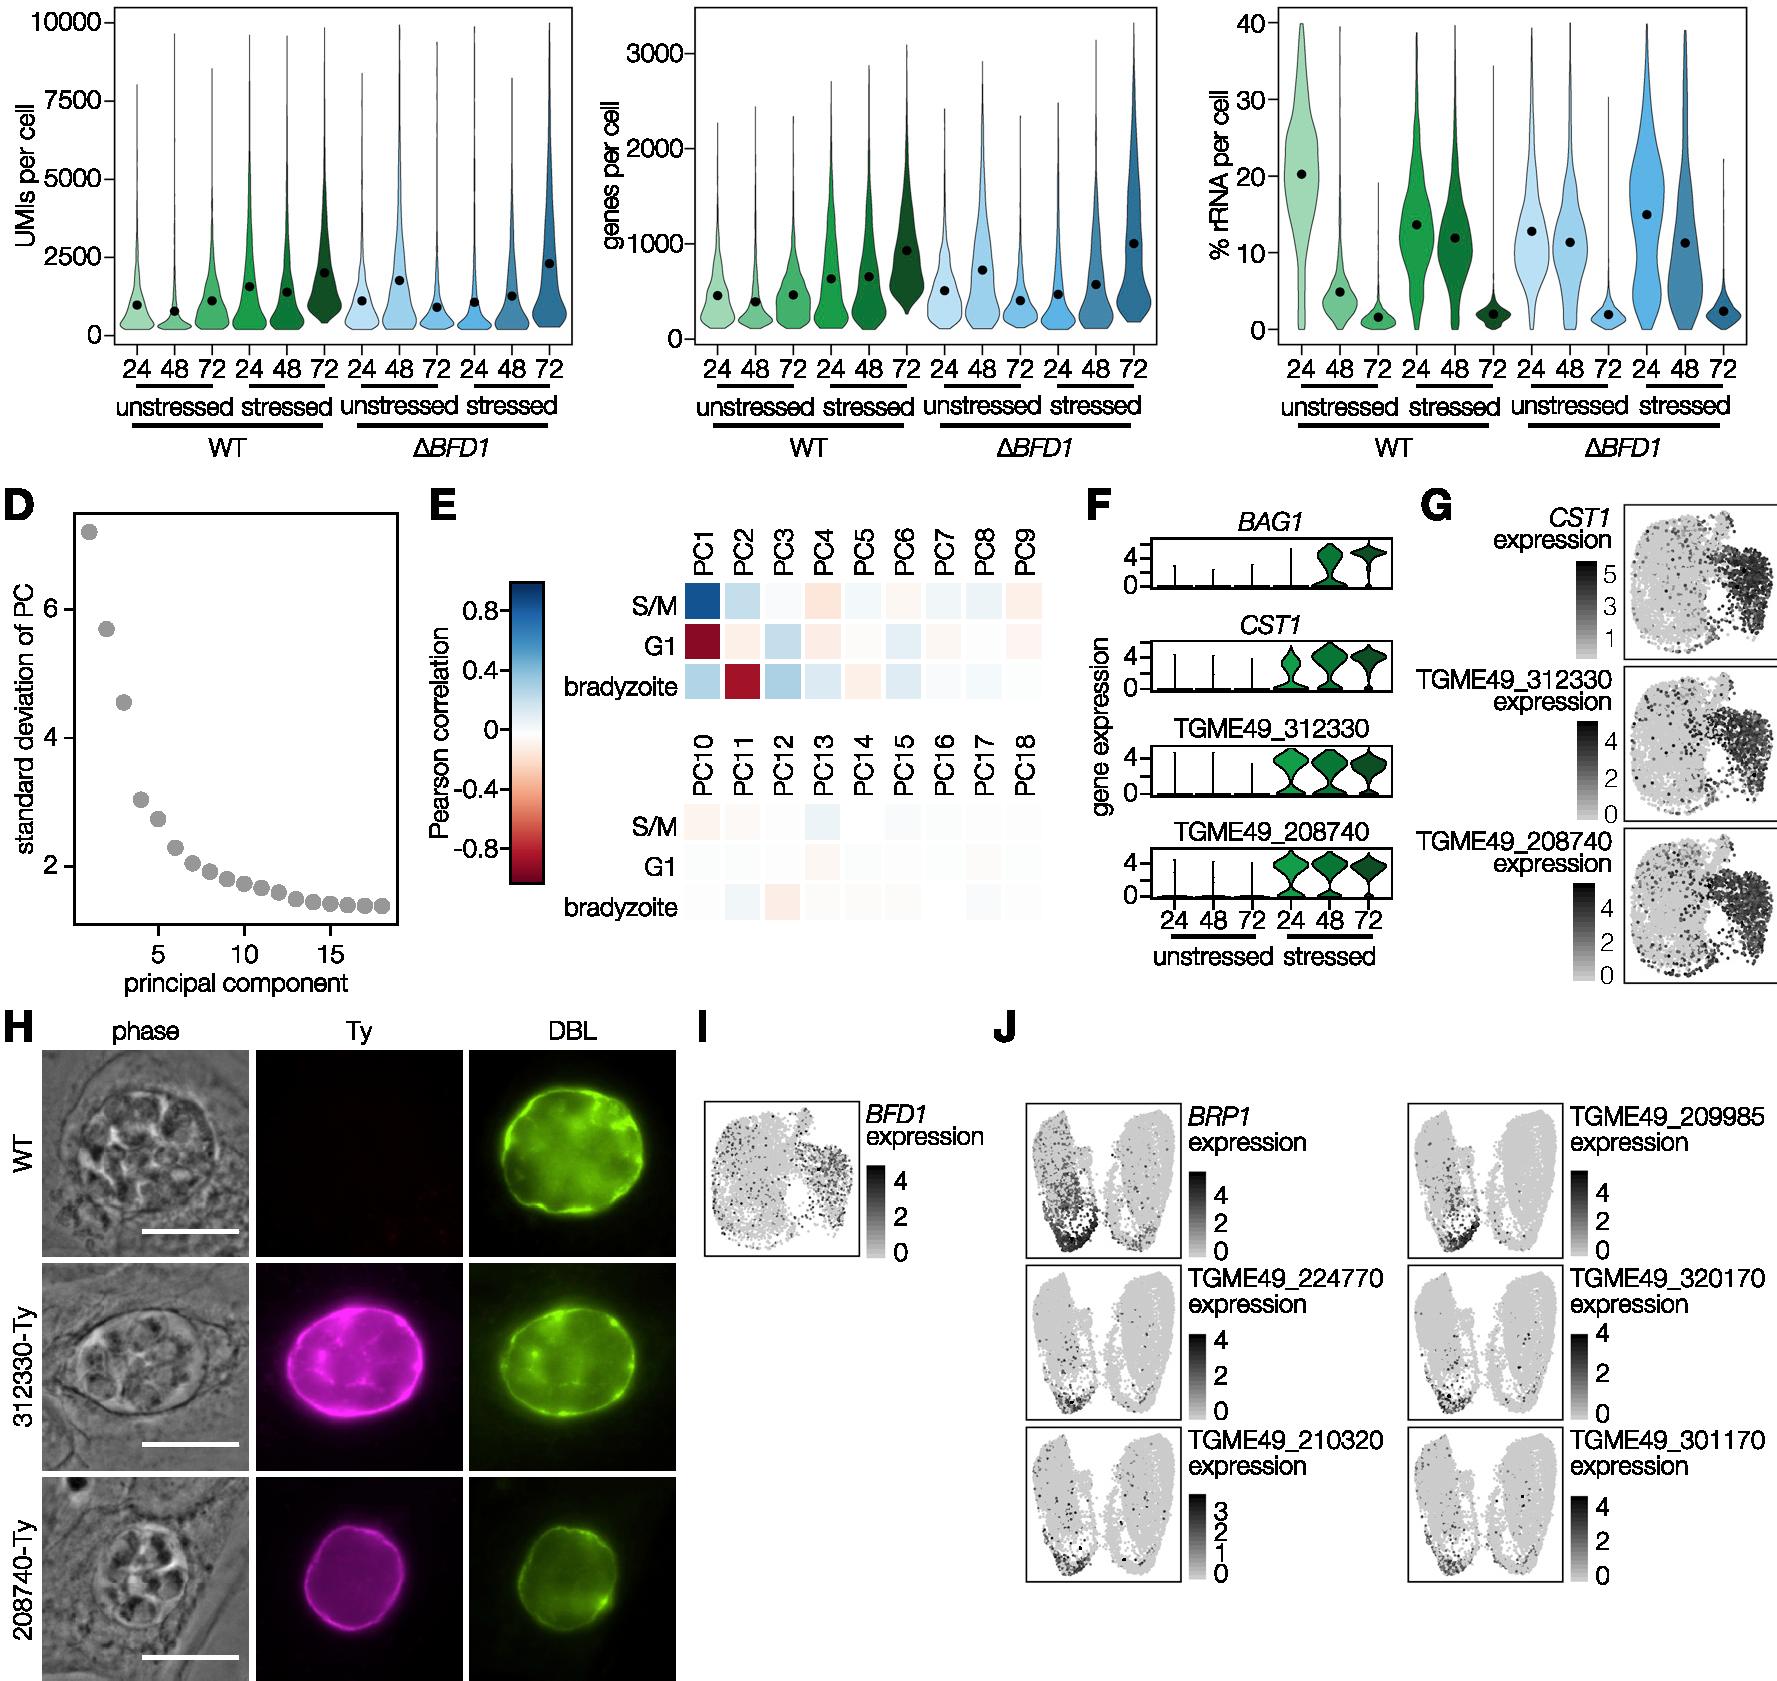 10000
7500
5000
2500
0
UMIs per cell
24 48 72 24 48 72 24 48 72 24 48 72
unstressed stressed unstressed stressed
WT ΔBFD1
3000
2000
1000
0
genes per cell
24 48 72 24 48 72 24 48 72 24 48 72
unstressed stressed unstressed stressed
WT ΔBFD1
40
30
20
10
0
% rRNA per cell
24 48 72 24 48 72 24 48 72 24 48 72
unstressed stressed unstressed stressed
WT ΔBFD1
D
standard deviation of PC
6
4
2
5 10 15
principal component
E
Pearson correlation
0.8
0.4
0
-0.4
-0.8
PC1 PC2 PC3 PC4 PC5 PC6 PC7 PC8 PC9
S/M
G1
bradyzoite
PC10 PC11 PC12 PC13 PC14 PC15 PC16 PC17 PC18
S/M
G1
bradyzoite
F
gene expression
BAG1
4
0
CST1
4
0
TGME49_312330
4
0
TGME49_208740
4
0
24 48 72 24 48 72
unstressed stressed
G
CST1
expression
5
3
1
TGME49_312330
expression
4
2
0
TGME49_208740
expression
4
2
0
H
phase Ty DBL
WT
312330-Ty
208740-Ty
I
BFD1
expression
4
2
0
J
BRP1
expression
4
2
0
TGME49_209985
expression
4
2
0
TGME49_224770
expression
4
2
0
TGME49_320170
expression
4
2
0
TGME49_210320
expression
3
2
1
0
TGME49_301170
expression
4
2
0